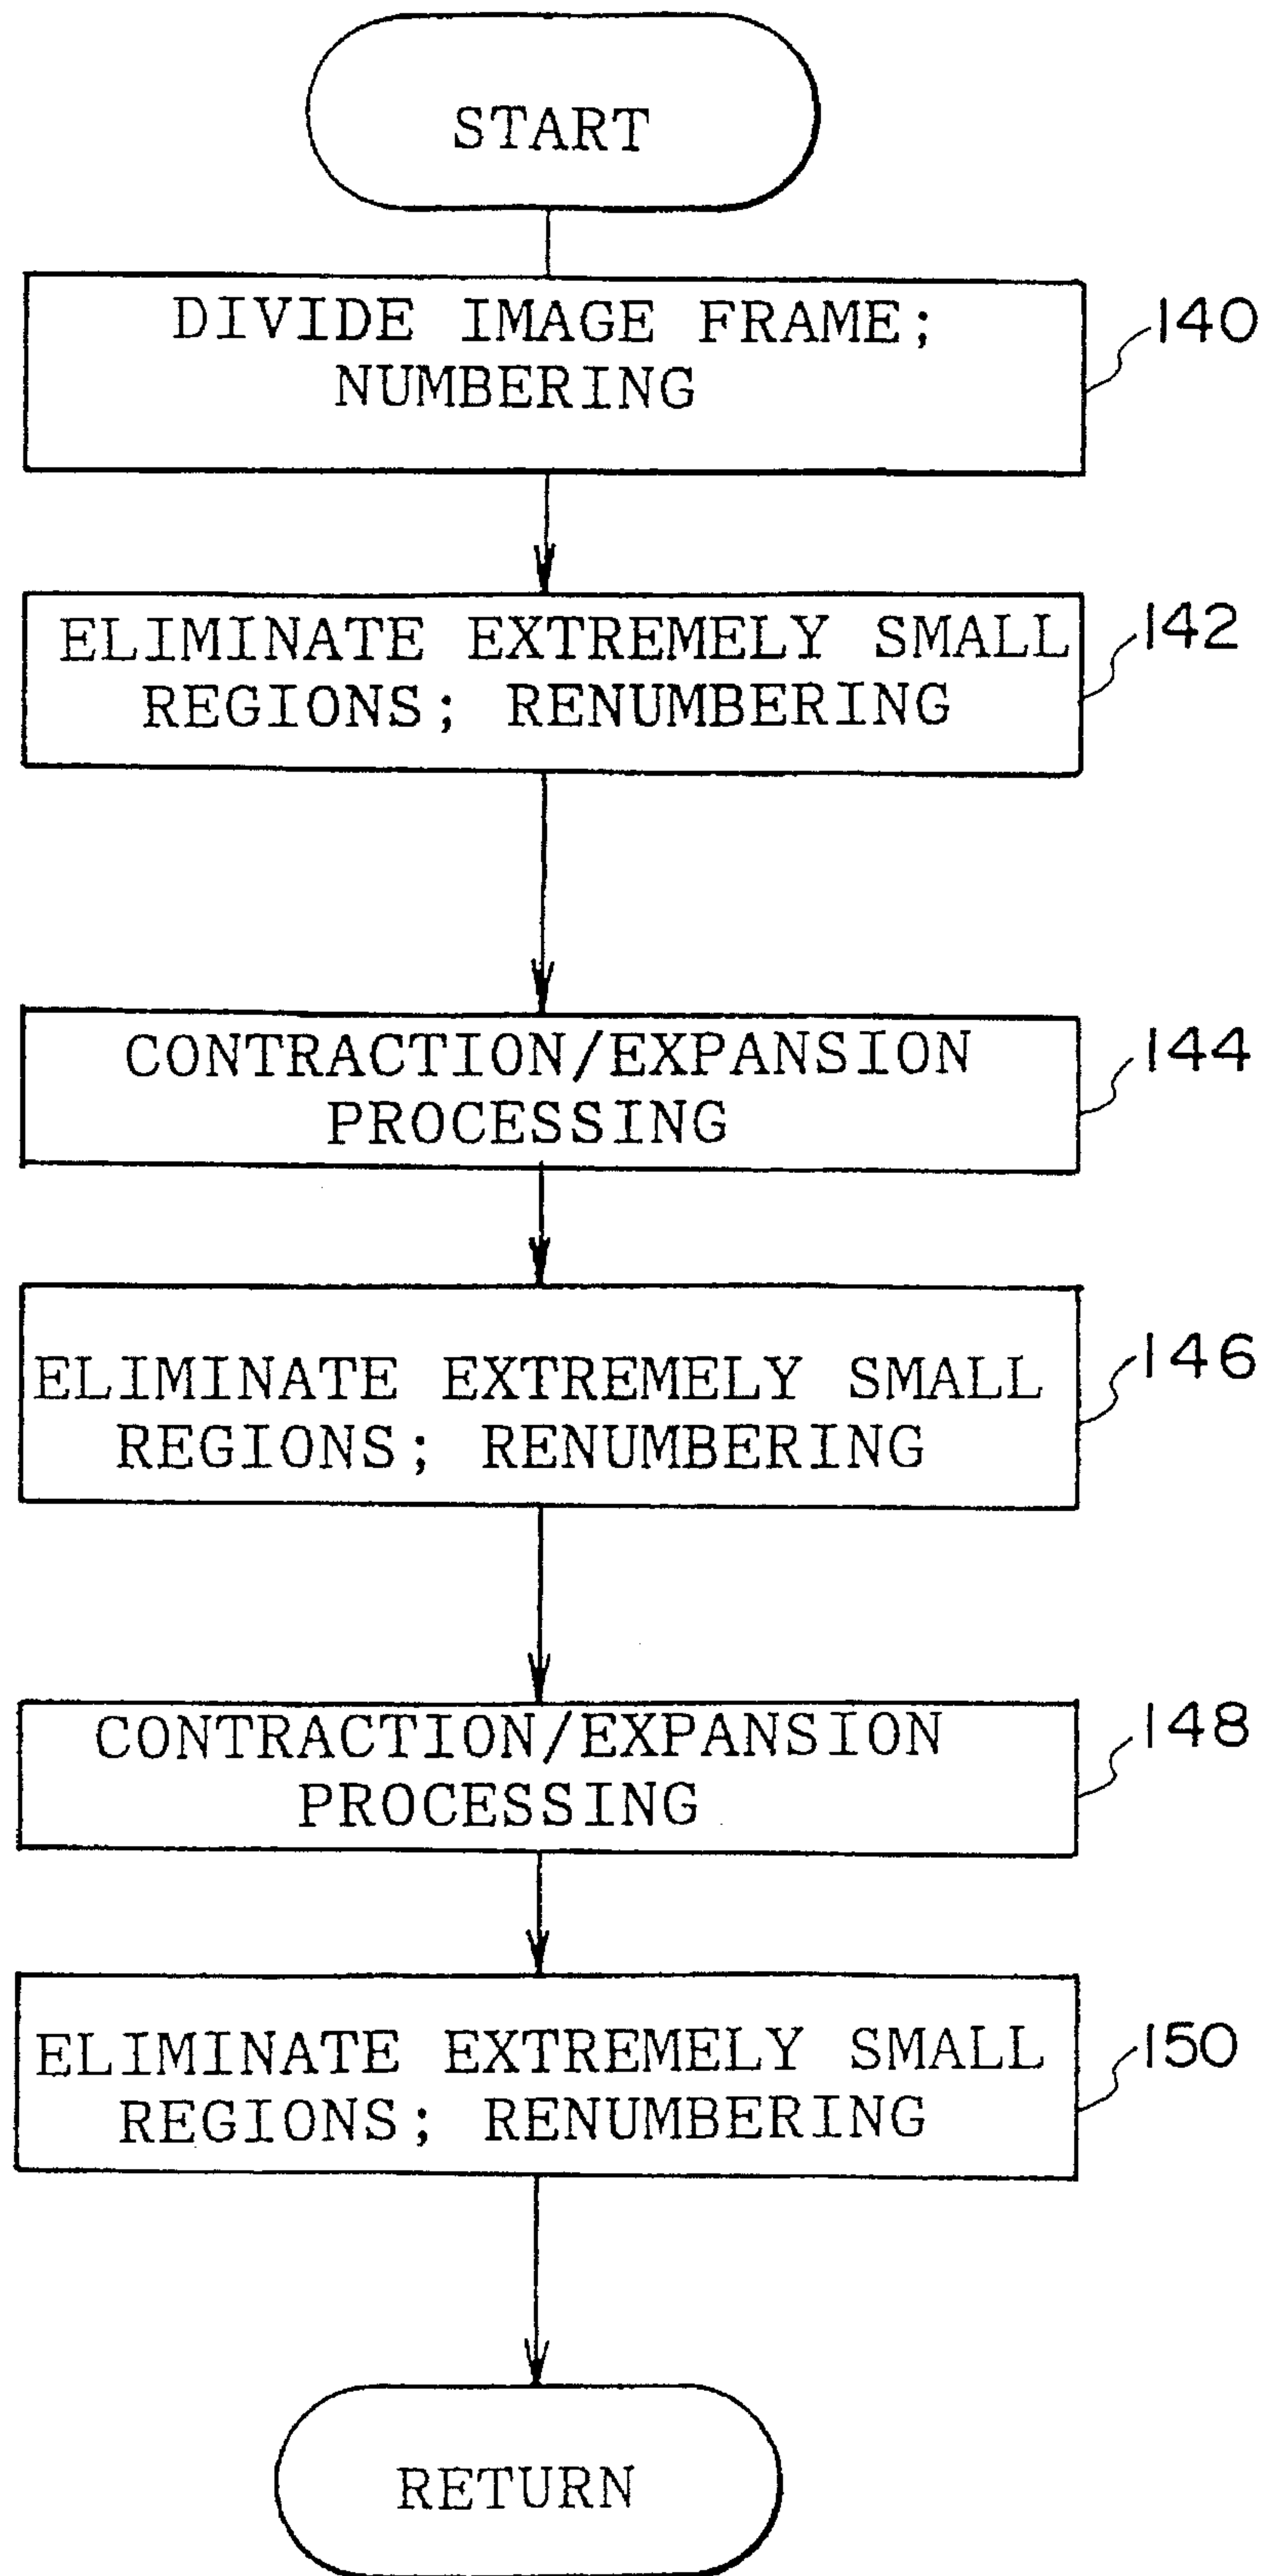 START
DIVIDE IMAGE FRAME;
NUMBERING
140
ELIMINATE EXTREMELY SMALL
REGIONS; RENUMBERING
142
CONTRACTION/EXPANSION
PROCESSING
144
ELIMINATE EXTREMELY SMALL
REGIONS; RENUMBERING
146
CONTRACTION/EXPANSION
PROCESSING
148
ELIMINATE EXTREMELY SMALL
REGIONS; RENUMBERING
150
RETURN